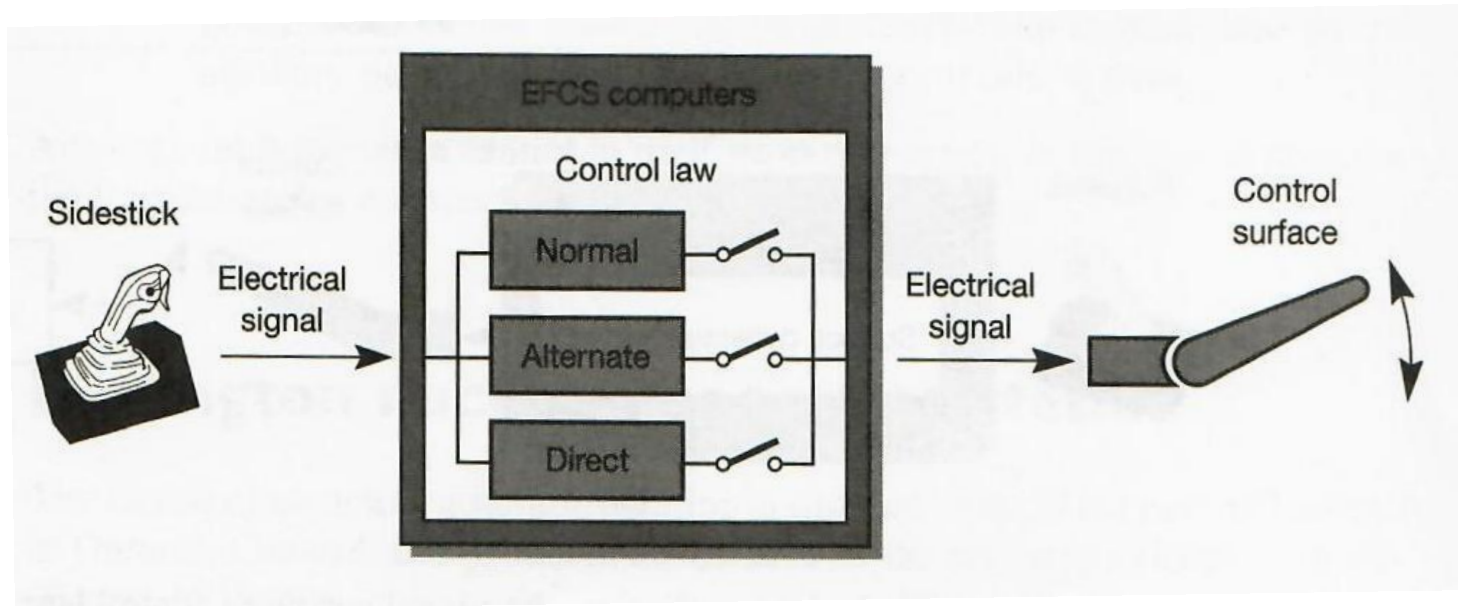 EFCS computers
Control law
Sidestick
Electrical
signal
Normal
Alternate
Direct
Electrical
signal
Control
surface